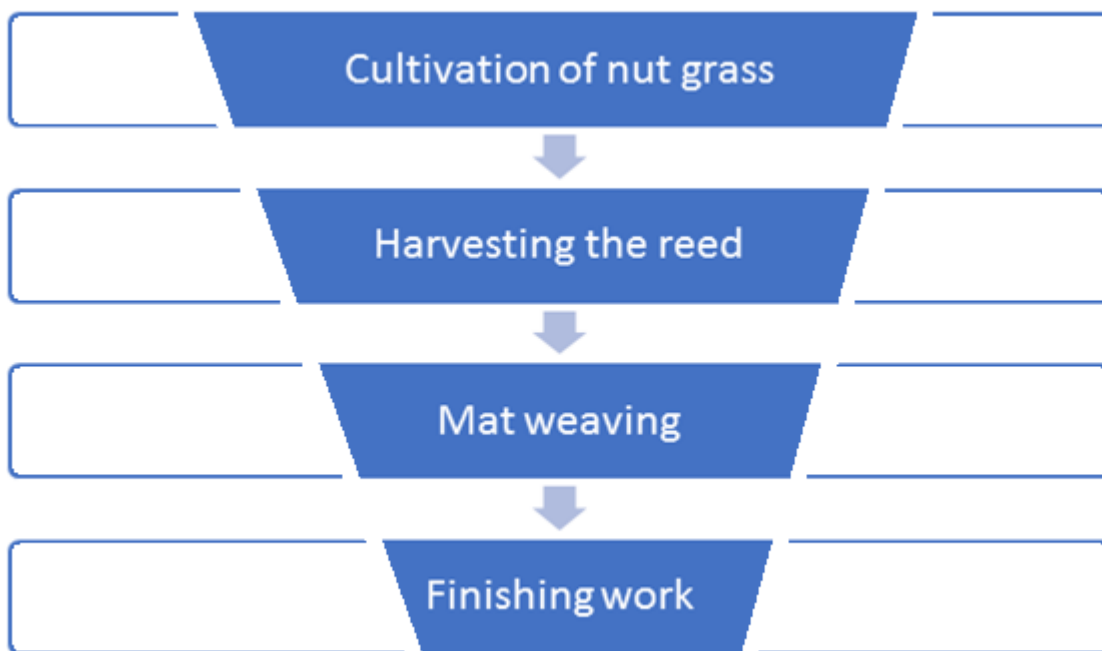 Cultivation of nut grass
Harvesting the reed
Mat weaving
Finishing work